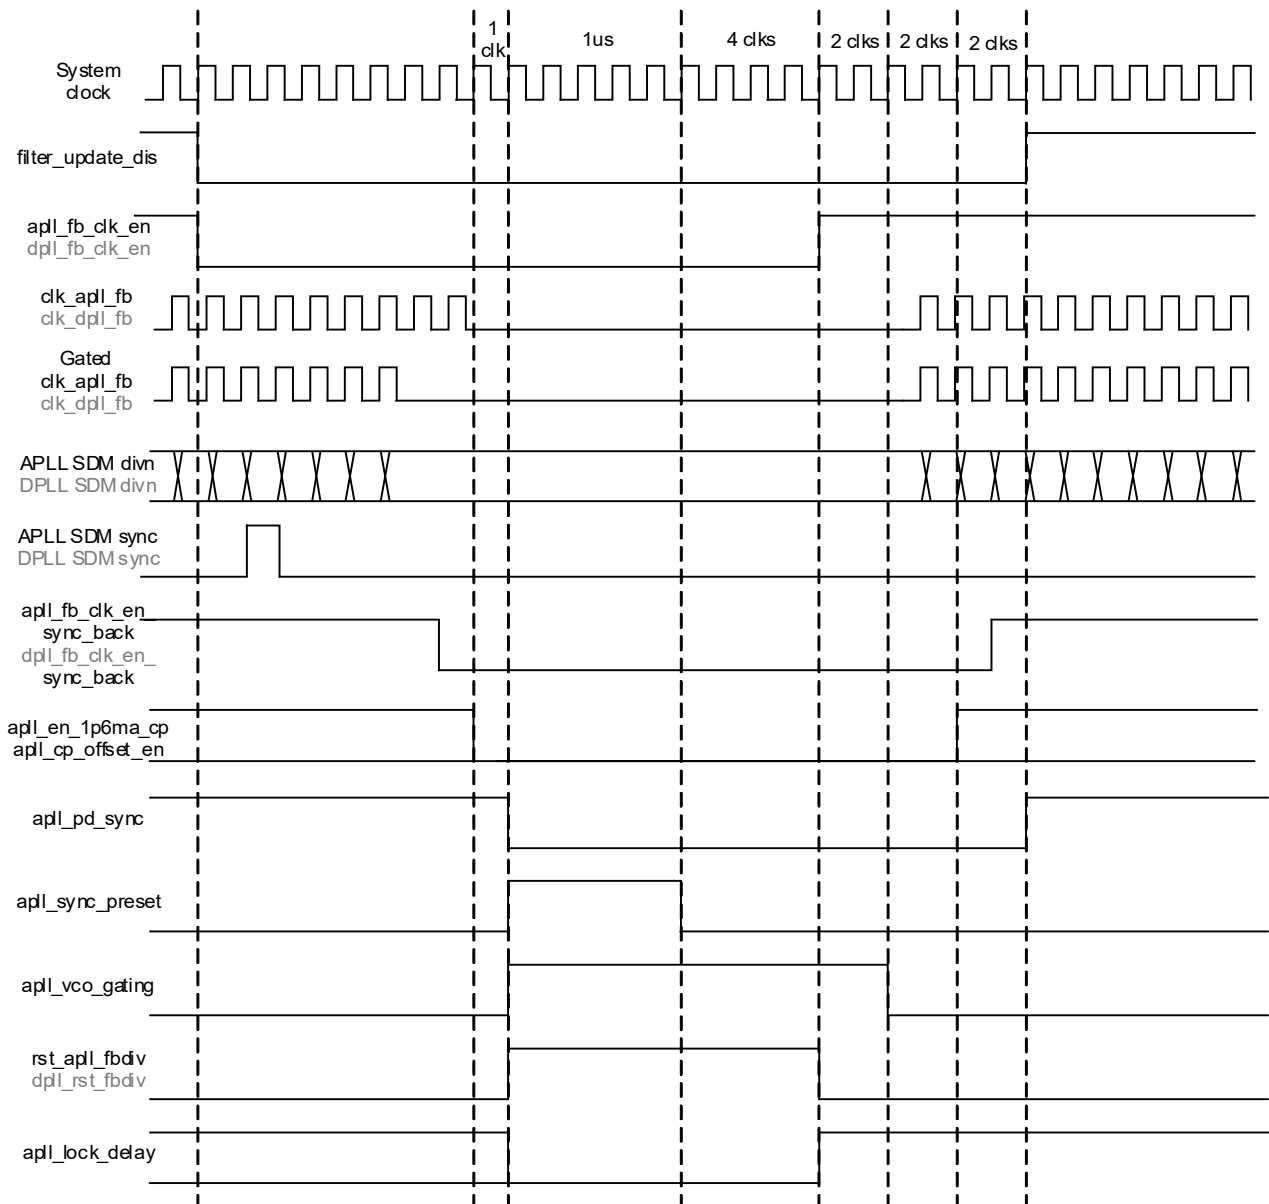 1
clk
1us
4 clks
2 clks
2 clks
2 clks
System
clock
filter_update_dis
apll_fb_clk_en
dpll_fb_clk_en
clk_apll_fb
clk_dpll_fb
Gated
clk_apll_fb
clk_dpll_fb
APLL SDM divn
DPLL SDM divn
APLL SDM sync
DPLL SDM sync
apll_fb_clk_en_
sync_back
dpll_fb_clk_en_
sync_back
apll_en_1p6ma_cp
apll_cp_offset_en
apll_pd_sync
apll_sync_preset
apll_vco_gating
rst_apll_fbdiv
dpll_rst_fbdiv
apll_lock_delay